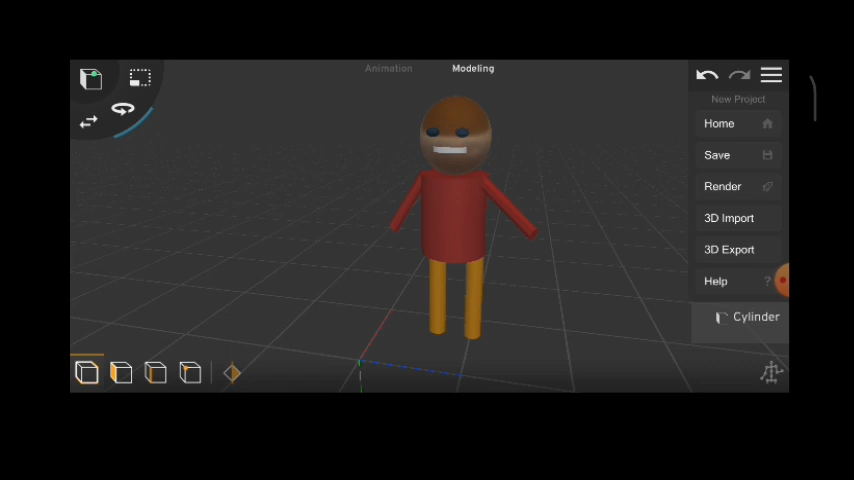 Animation Modeling
New Project
Home
Save
Render
3D Import
3D Export
Help ?
Cylinder